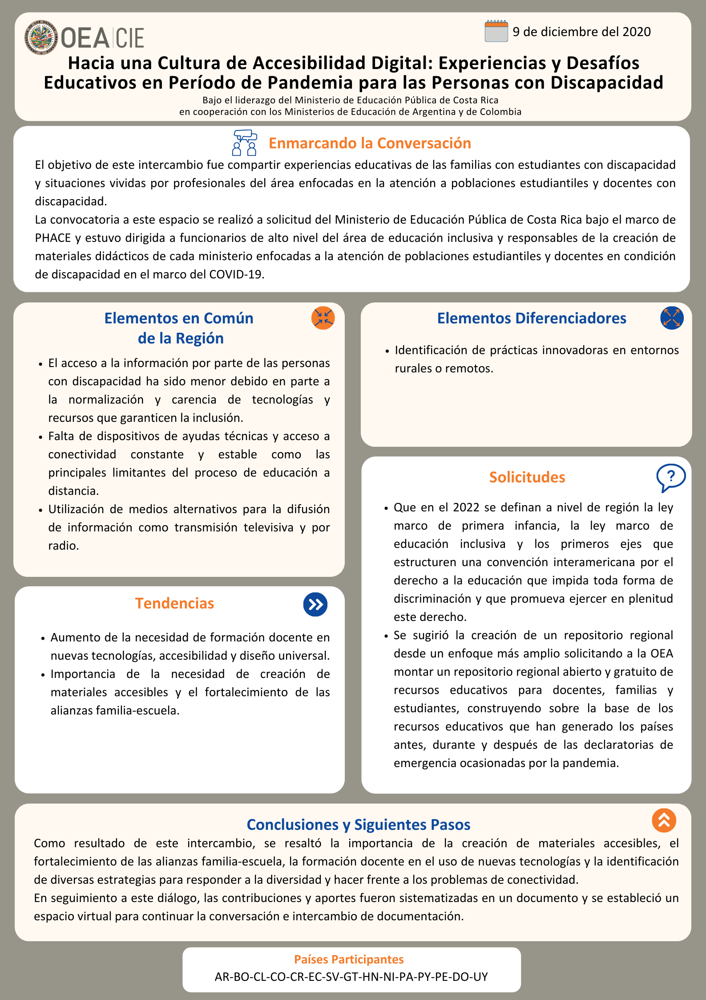 OEA|CIE
9 de diciembre del 2020
Hacia una Cultura de Accesibilidad Digital: Experiencias y Desafíos
Educativos en Período de Pandemia para las Personas con Discapacidad
Bajo el liderazgo del Ministerio de Educación Pública de Costa Rica
en cooperación con los Ministerios de Educación de Argentina y de Colombia
Enmarcando la Conversación
El objetivo de este intercambio fue compartir experiencias educativas de las familias con estudiantes con discapacidad
y situaciones vividas por profesionales del área enfocadas en la atención a poblaciones estudiantiles y docentes con
discapacidad.
La convocatoria a este espacio se realizó a solicitud del Ministerio de Educación Pública de Costa Rica bajo el marco de
PHACE y estuvo dirigida a funcionarios de alto nivel del área de educación inclusiva y responsables de la creación de
materiales didácticos de cada ministerio enfocadas a la atención de poblaciones estudiantiles y docentes en condición
de discapacidad en el marco del COVID-19.
Elementos en Común
de la Región
• El acceso a la información por parte de las personas
con discapacidad ha sido menor debido en parte a
la normalización y carencia de tecnologías y
recursos que garanticen la inclusión.
• Falta de dispositivos de ayudas técnicas y acceso a
conectividad constante y estable como las
principales limitantes del proceso de educación a
distancia.
• Utilización de medios alternativos para la difusión
de información como transmisión televisiva y por
radio.
Tendencias
• Aumento de la necesidad de formación docente en
nuevas tecnologías, accesibilidad y diseño universal.
• Importancia de la necesidad de creación de
materiales accesibles y el fortalecimiento de las
alianzas familia-escuela.
Elementos Diferenciadores
• Identificación de prácticas innovadoras en entornos
rurales o remotos.
Solicitudes
?
• Que en el 2022 se definan a nivel de región la ley
marco de primera infancia, la ley marco de
educación inclusiva y los primeros ejes que
estructuren una convención interamericana por el
derecho a la educación que impida toda forma de
discriminación y que promueva ejercer en plenitud
este derecho.
• Se sugirió la creación de un repositorio regional
desde un enfoque más amplio solicitando a la OEA
montar un repositorio regional abierto y gratuito de
recursos educativos para docentes, familias y
estudiantes, construyendo sobre la base de los
recursos educativos que han generado los países
antes, durante y después de las declaratorias de
emergencia ocasionadas por la pandemia.
Conclusiones y Siguientes Pasos
Como resultado de este intercambio, se resaltó la importancia de la creación de materiales accesibles, el
fortalecimiento de las alianzas familia-escuela, la formación docente en el uso de nuevas tecnologías y la identificación
de diversas estrategias para responder a la diversidad y hacer frente a los problemas de conectividad.
En seguimiento a este diálogo, las contribuciones y aportes fueron sistematizadas en un documento y se estableció un
espacio virtual para continuar la conversación e intercambio de documentación.
Países Participantes
AR-BO-CL-CO-CR-EC-SV-GT-HN-NI-PA-PY-PE-DO-UY